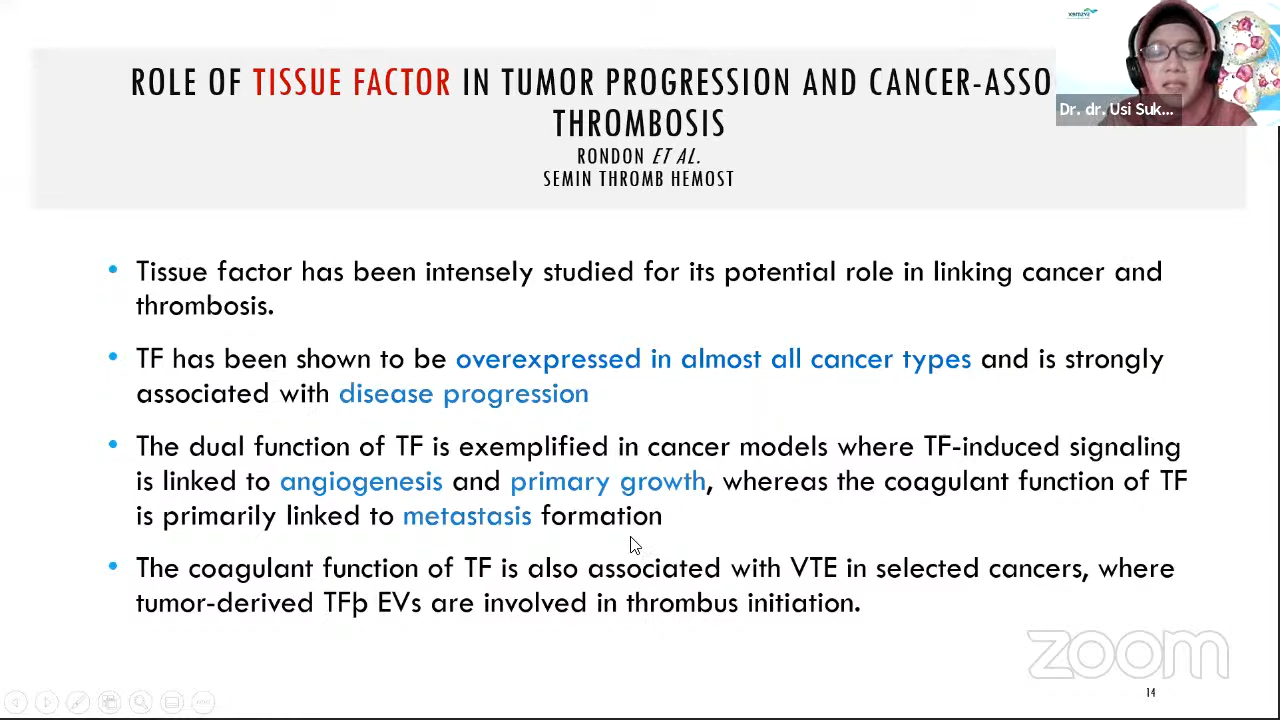 ROLE OF TISSUE FACTOR IN TUMOR PROGRESSION AND CANCER-ASSO
THROMBOSIS
RONDON ET AL.
SEMIN THROMB HEMOST
Dr. dr. Usi Suk...
• Tissue factor has been intensely studied for its potential role in linking cancer and
thrombosis.
• TF has been shown to be overexpressed in almost all cancer types and is strongly
associated with disease progression
• The dual function of TF is exemplified in cancer models where TF-induced signaling
is linked to angiogenesis and primary growth, whereas the coagulant function of TF
is primarily linked to metastasis formation
• The coagulant function of TF is also associated with VTE in selected cancers, where
tumor-derived TFþ EVs are involved in thrombus initiation.
zoom
14